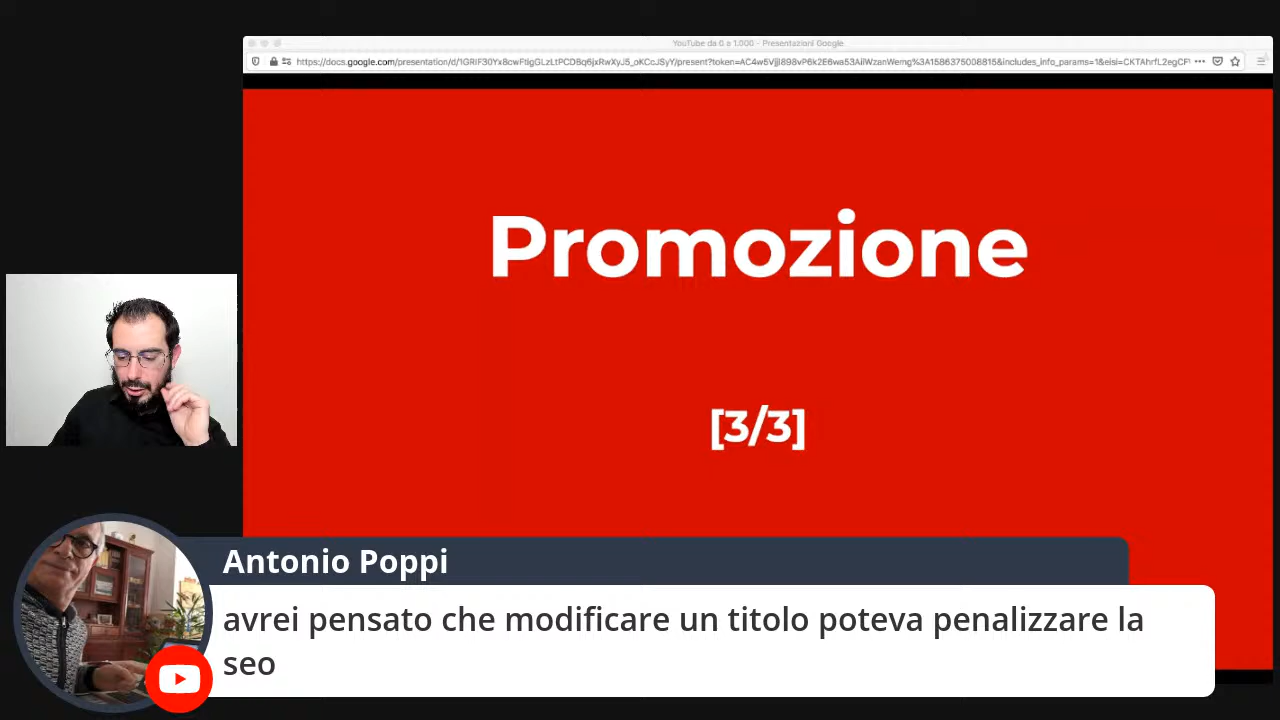 YouTube da 0 a 1.000 - Presentazioni Google
Promozione
[3/3]
Antonio Poppi
avrei pensato che modificare un titolo poteva penalizzare la
seo